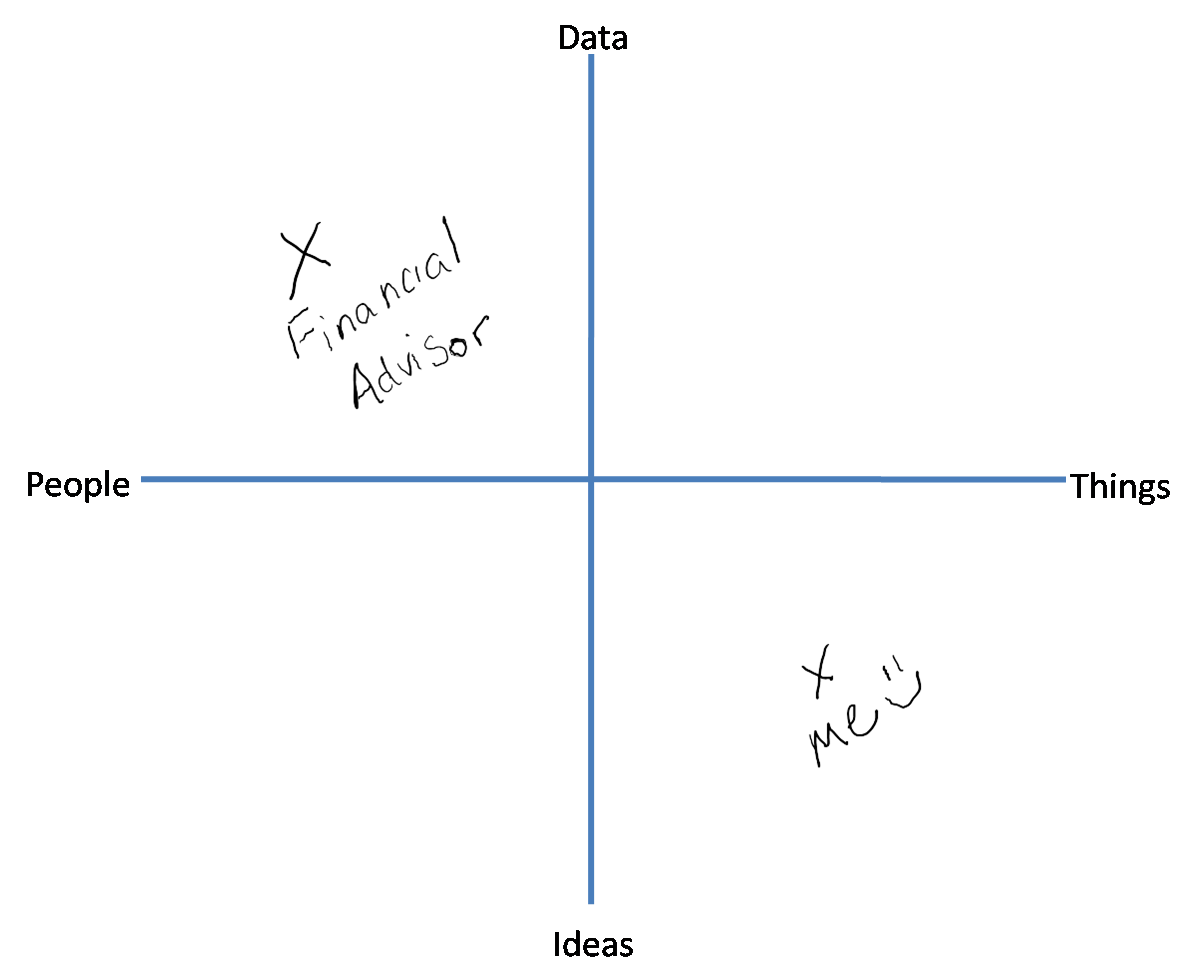 Data
X
Financial
Advisor
People
Things
X
me
Ideas